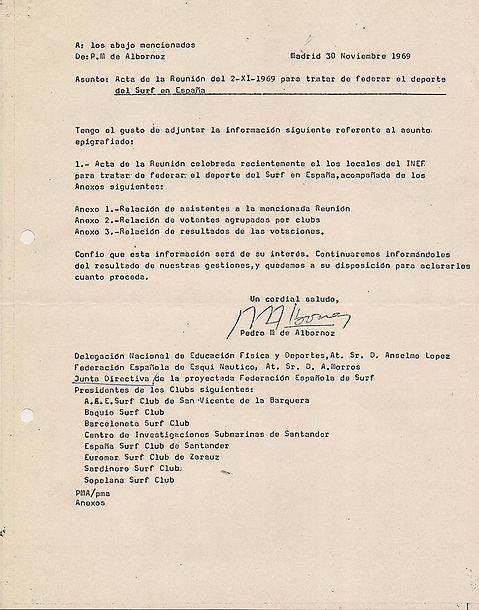 A: los abajo mencionados
De: P.M de Albornoz Madrid 30 Noviembre 1969
Asunto: Acta de la Reunión del 2-XI-1969 para tratar de federar el deporte
del Surf en España
Tengo el gusto de adjuntar la información siguiente referente al asunto
epigrafiado:
1.- Acta de la Reunión celebreda recientemente el los locales del INEF
para tratar de federar el deporte del Surf en España,acompañada de los
Anexos siguientes:
Anexo 1.-Relación de asistentes a la mencionada Reunión
Anexo 2.-Relación de votantes agrupados por clubs
Anexo 3.-Relación de resultados de las votaciones.
Confio que esta información será de su interés. Continuaremos informándoles
del resultado de nuestras gestiones,y quedamos a su disposición para aclararles
cuanto proceda.
Un cordial saludo,
PM Albornoz
Pedro M de Albornoz
Delegación Nacional de Educación Física y Deportes,At. Sr. D. Anselmo Lopez
Federación Española de Esqui Nautico, At. Sr. D. A.Morros
Junta Directiva de la proyectada Federación Española de Surf
Presidentes de los Clubs siguientes:
A.A.E.Surf Club de San Vicente de la Barquera
Baquio Surf Club
Barceloneta Surf Club
Centro de Investigaciones Submarinas de Santander
España Surf Club de Santander
Euromar Surf Club de Zarauz
Sardinero Surf Club
Sopelana Surf Club
PMA/pma
Anexos